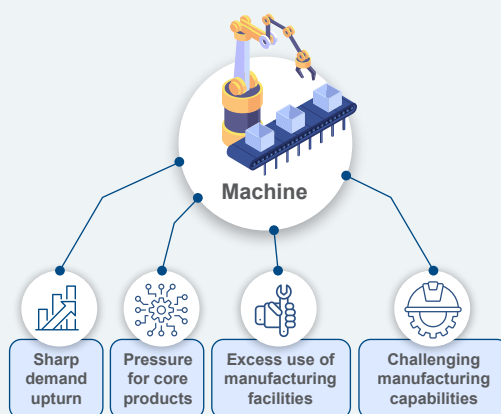 Machine
Sharp
demand
upturn
Pressure
for core
products
Excess use of
manufacturing
facilities
Challenging
manufacturing
capabilities